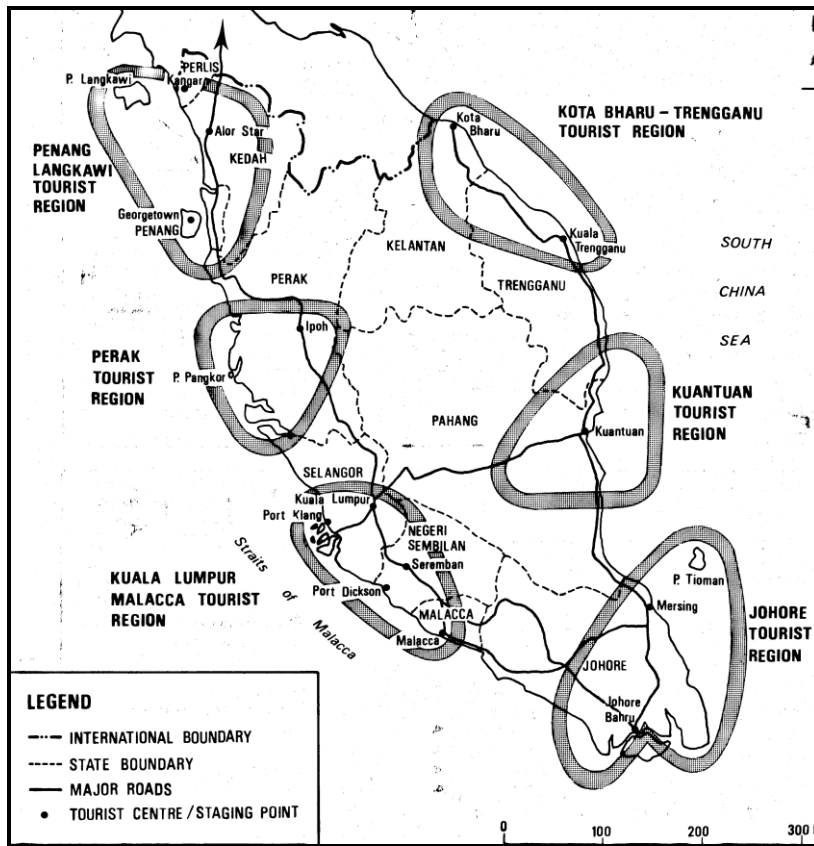 PERLIS
P. Langkawi
Kangar
Alor Star
KEDAH
PENANG
LANGKAWI
TOURIST
REGION
Georgetown
PENANG
KOTA BHARU – TRENGGANU
TOURIST REGION
Kota
Bharu
Kuala
Trengganu
KELANTAN
TRENGGANU
PERAK
SOUTH
CHINA
SEA
Ipoh
PERAK
TOURIST
REGION
P. Pangkor
KUANTUAN
TOURIST
REGION
PAHANG
Kuantuan
SELANGOR
Kuala Lumpur
Port Klang
NEGERI
SEMBILAN
Seremban
Straits of Malacca
KUALA LUMPUR
MALACCA TOURIST
REGION
Port Dickson
MALACCA
Malacca
P. Tioman
Mersing
JOHORE
TOURIST
REGION
JOHORE
Johore
Bahru
LEGEND
INTERNATIONAL BOUNDARY
STATE BOUNDARY
MAJOR ROADS
TOURIST CENTRE / STAGING POINT
0 100 200 300